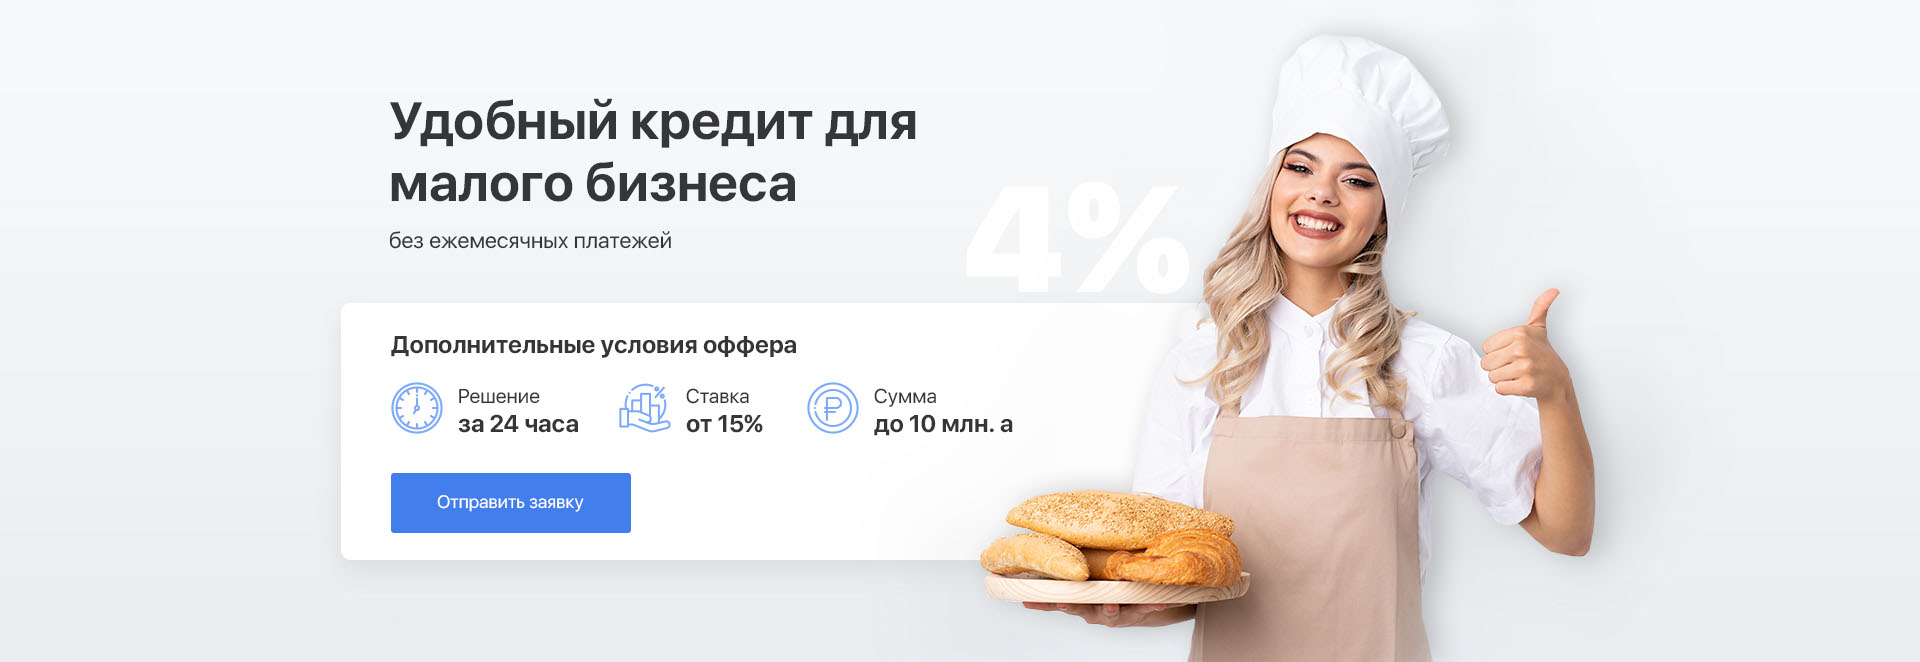 Удобный кредит для
малого бизнеса
без ежемесячных платежей
4%
Дополнительные условия оффера
Решение
за 24 часа
Ставка
от 15%
Сумма
до 10 млн. а
Отправить заявку